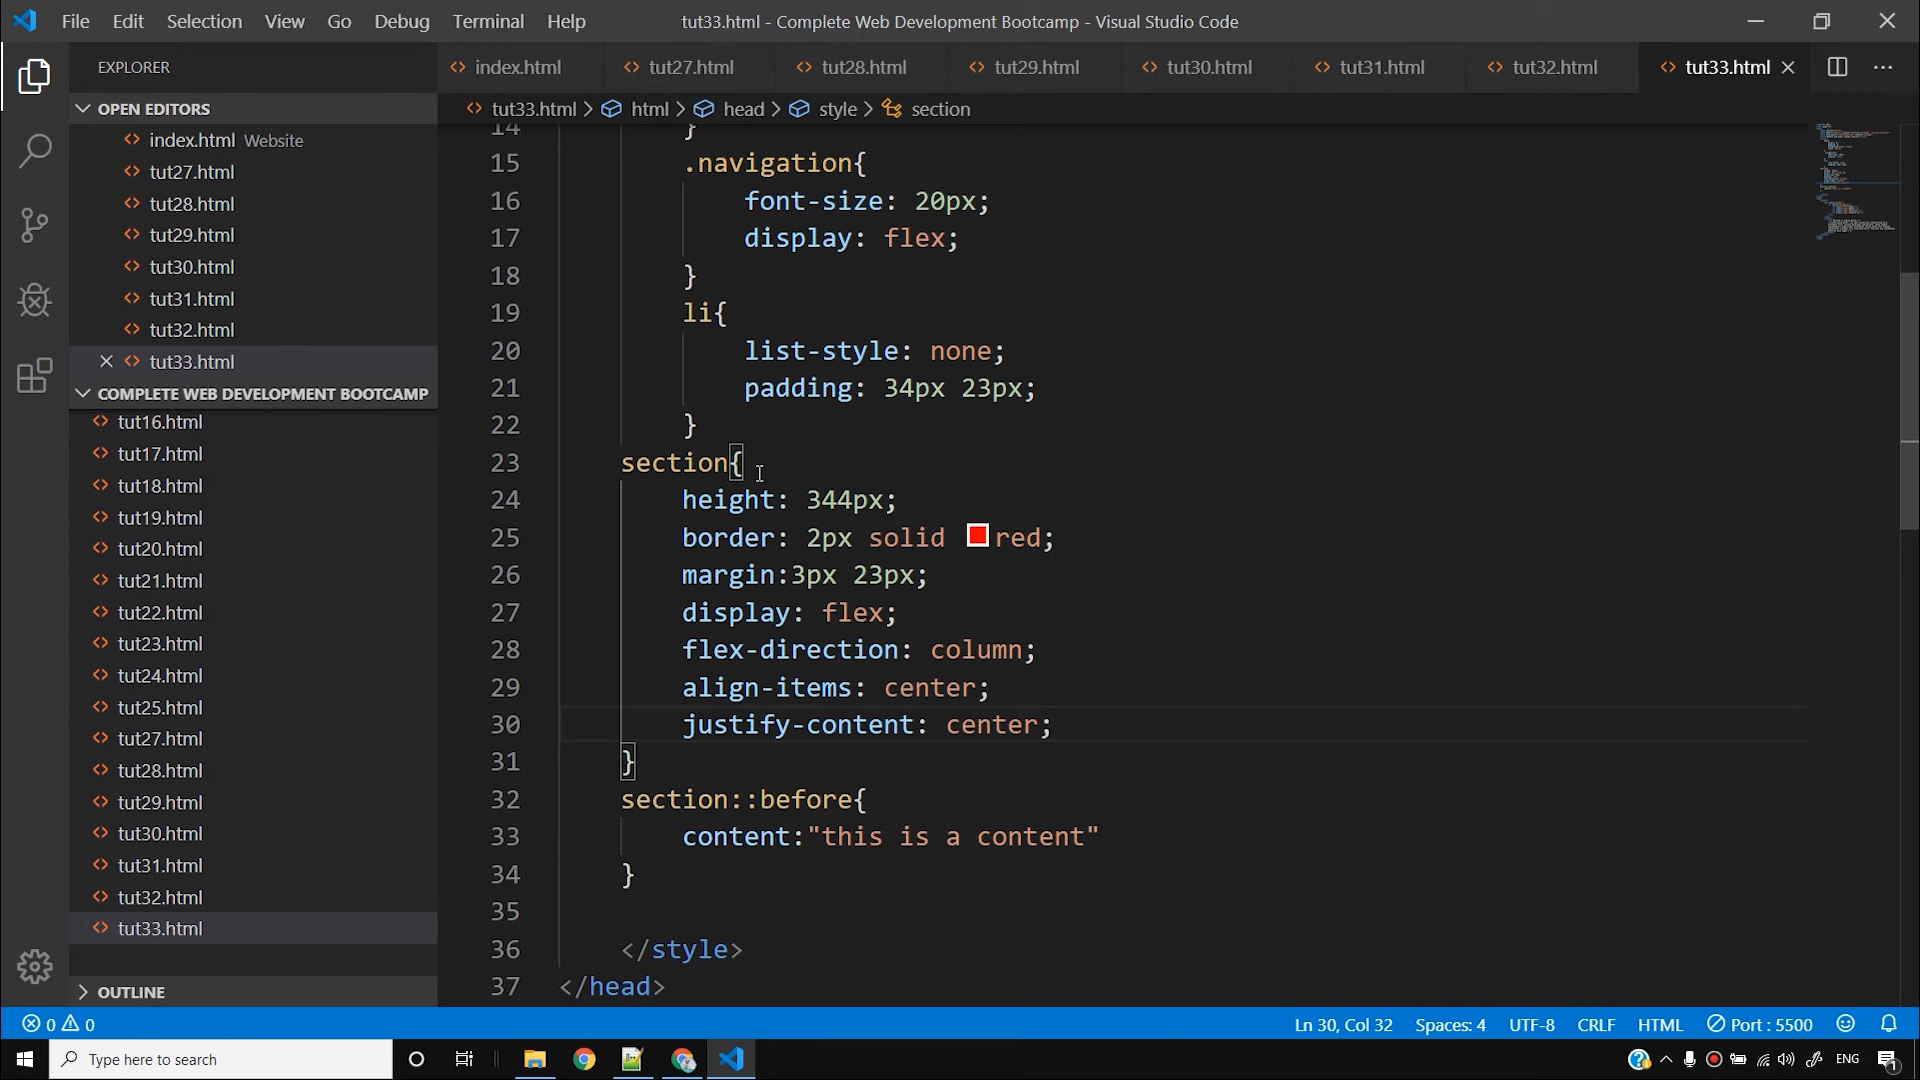 File Edit Selection View Go Debug Terminal Help tut33.html - Complete Web Development Bootcamp - Visual Studio Code
EXPLORER
index.html tut27.html tut28.html tut29.html tut30.html tut31.html tut32.html tut33.html
OPEN EDITORS
index.html Website
tut27.html
tut28.html
tut29.html
tut30.html
tut31.html
tut32.html
tut33.html
COMPLETE WEB DEVELOPMENT BOOTCAMP
tut16.html
tut17.html
tut18.html
tut19.html
tut20.html
tut21.html
tut22.html
tut23.html
tut24.html
tut25.html
tut27.html
tut28.html
tut29.html
tut30.html
tut31.html
tut32.html
tut33.html
OUTLINE
tut33.html > html > head > style > section
14 }
15 .navigation{
16 font-size: 20px;
17 display: flex;
18 }
19 li{
20 list-style: none;
21 padding: 34px 23px;
22 }
23 section{
24 height: 344px;
25 border: 2px solid red;
26 margin:3px 23px;
27 display: flex;
28 flex-direction: column;
29 align-items: center;
30 justify-content: center;
31 }
32 section::before{
33 content:"this is a content"
34 }
35
36 </style>
37 </head>
0 0 Ln 30, Col 32 Spaces: 4 UTF-8 CRLF HTML Port : 5500
Type here to search ENG 1